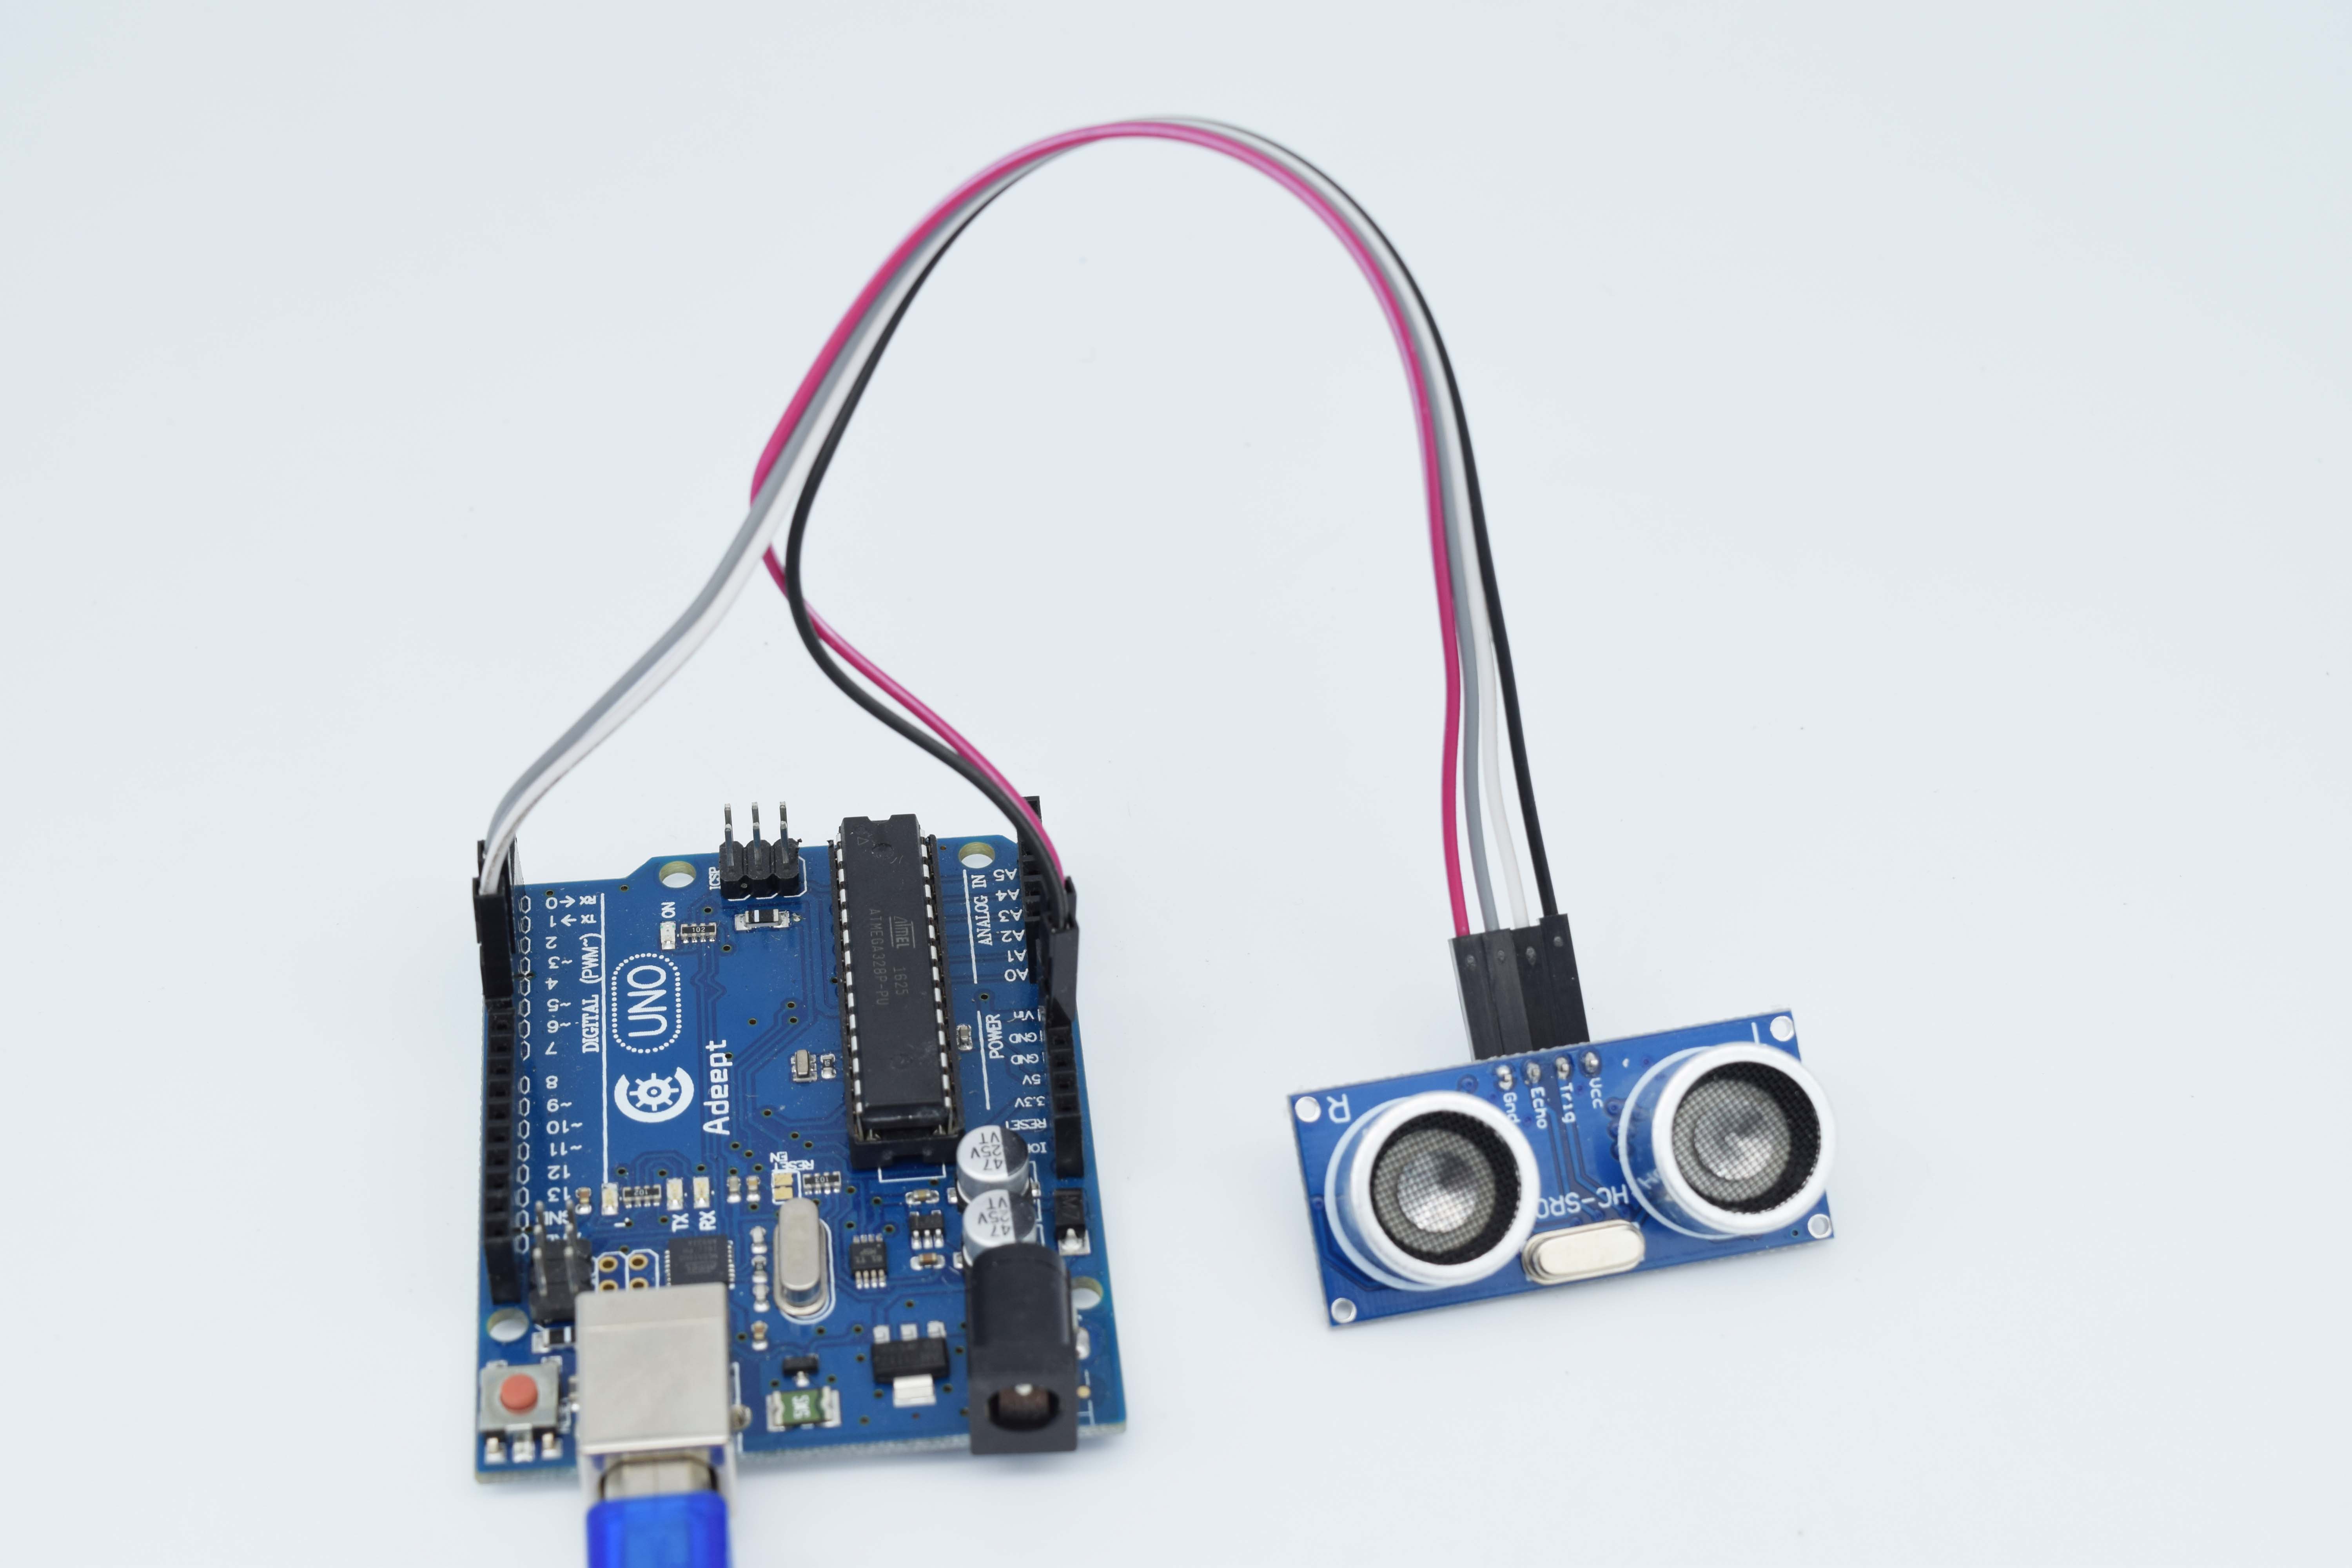 ICSP
ON
102
RX
TX
0
1
2
~ 3
4
~ 5
~ 6
7
8
~9
~10
~11
12
13
DIGITAL (PWM~)
UNO
Adeept
ATMEL 1625
ATMEGA328P-PU
ANALOG IN
A5
A4
A3
A2
A1
A0
POWER
Vin
GND
GND
5V
3.3V
RESET
RESET
EN
TX
RX
47
25V
VT
47
25V
VT
R
Gnd
Echo
Trig
Vcc
HC-SR0